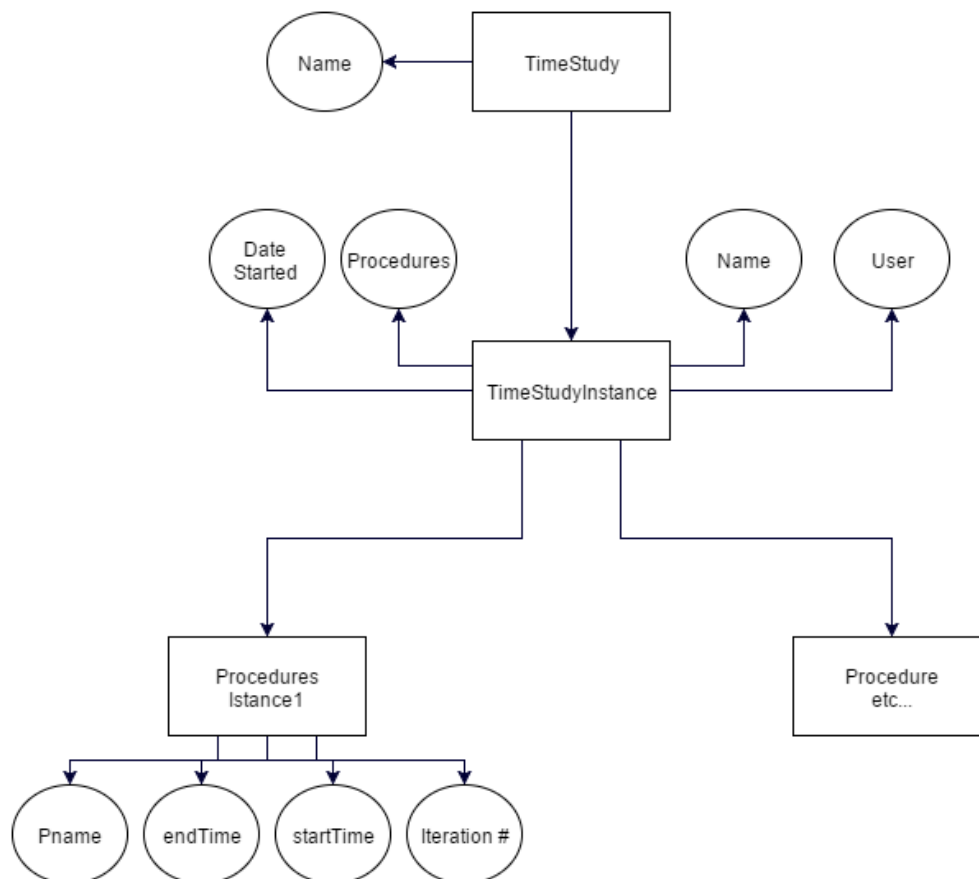 Name
TimeStudy
Date
Started
Procedures
Name
User
TimeStudyInstance
Procedures
Istance1
Procedure
etc...
Pname
endTime
startTime
Iteration #